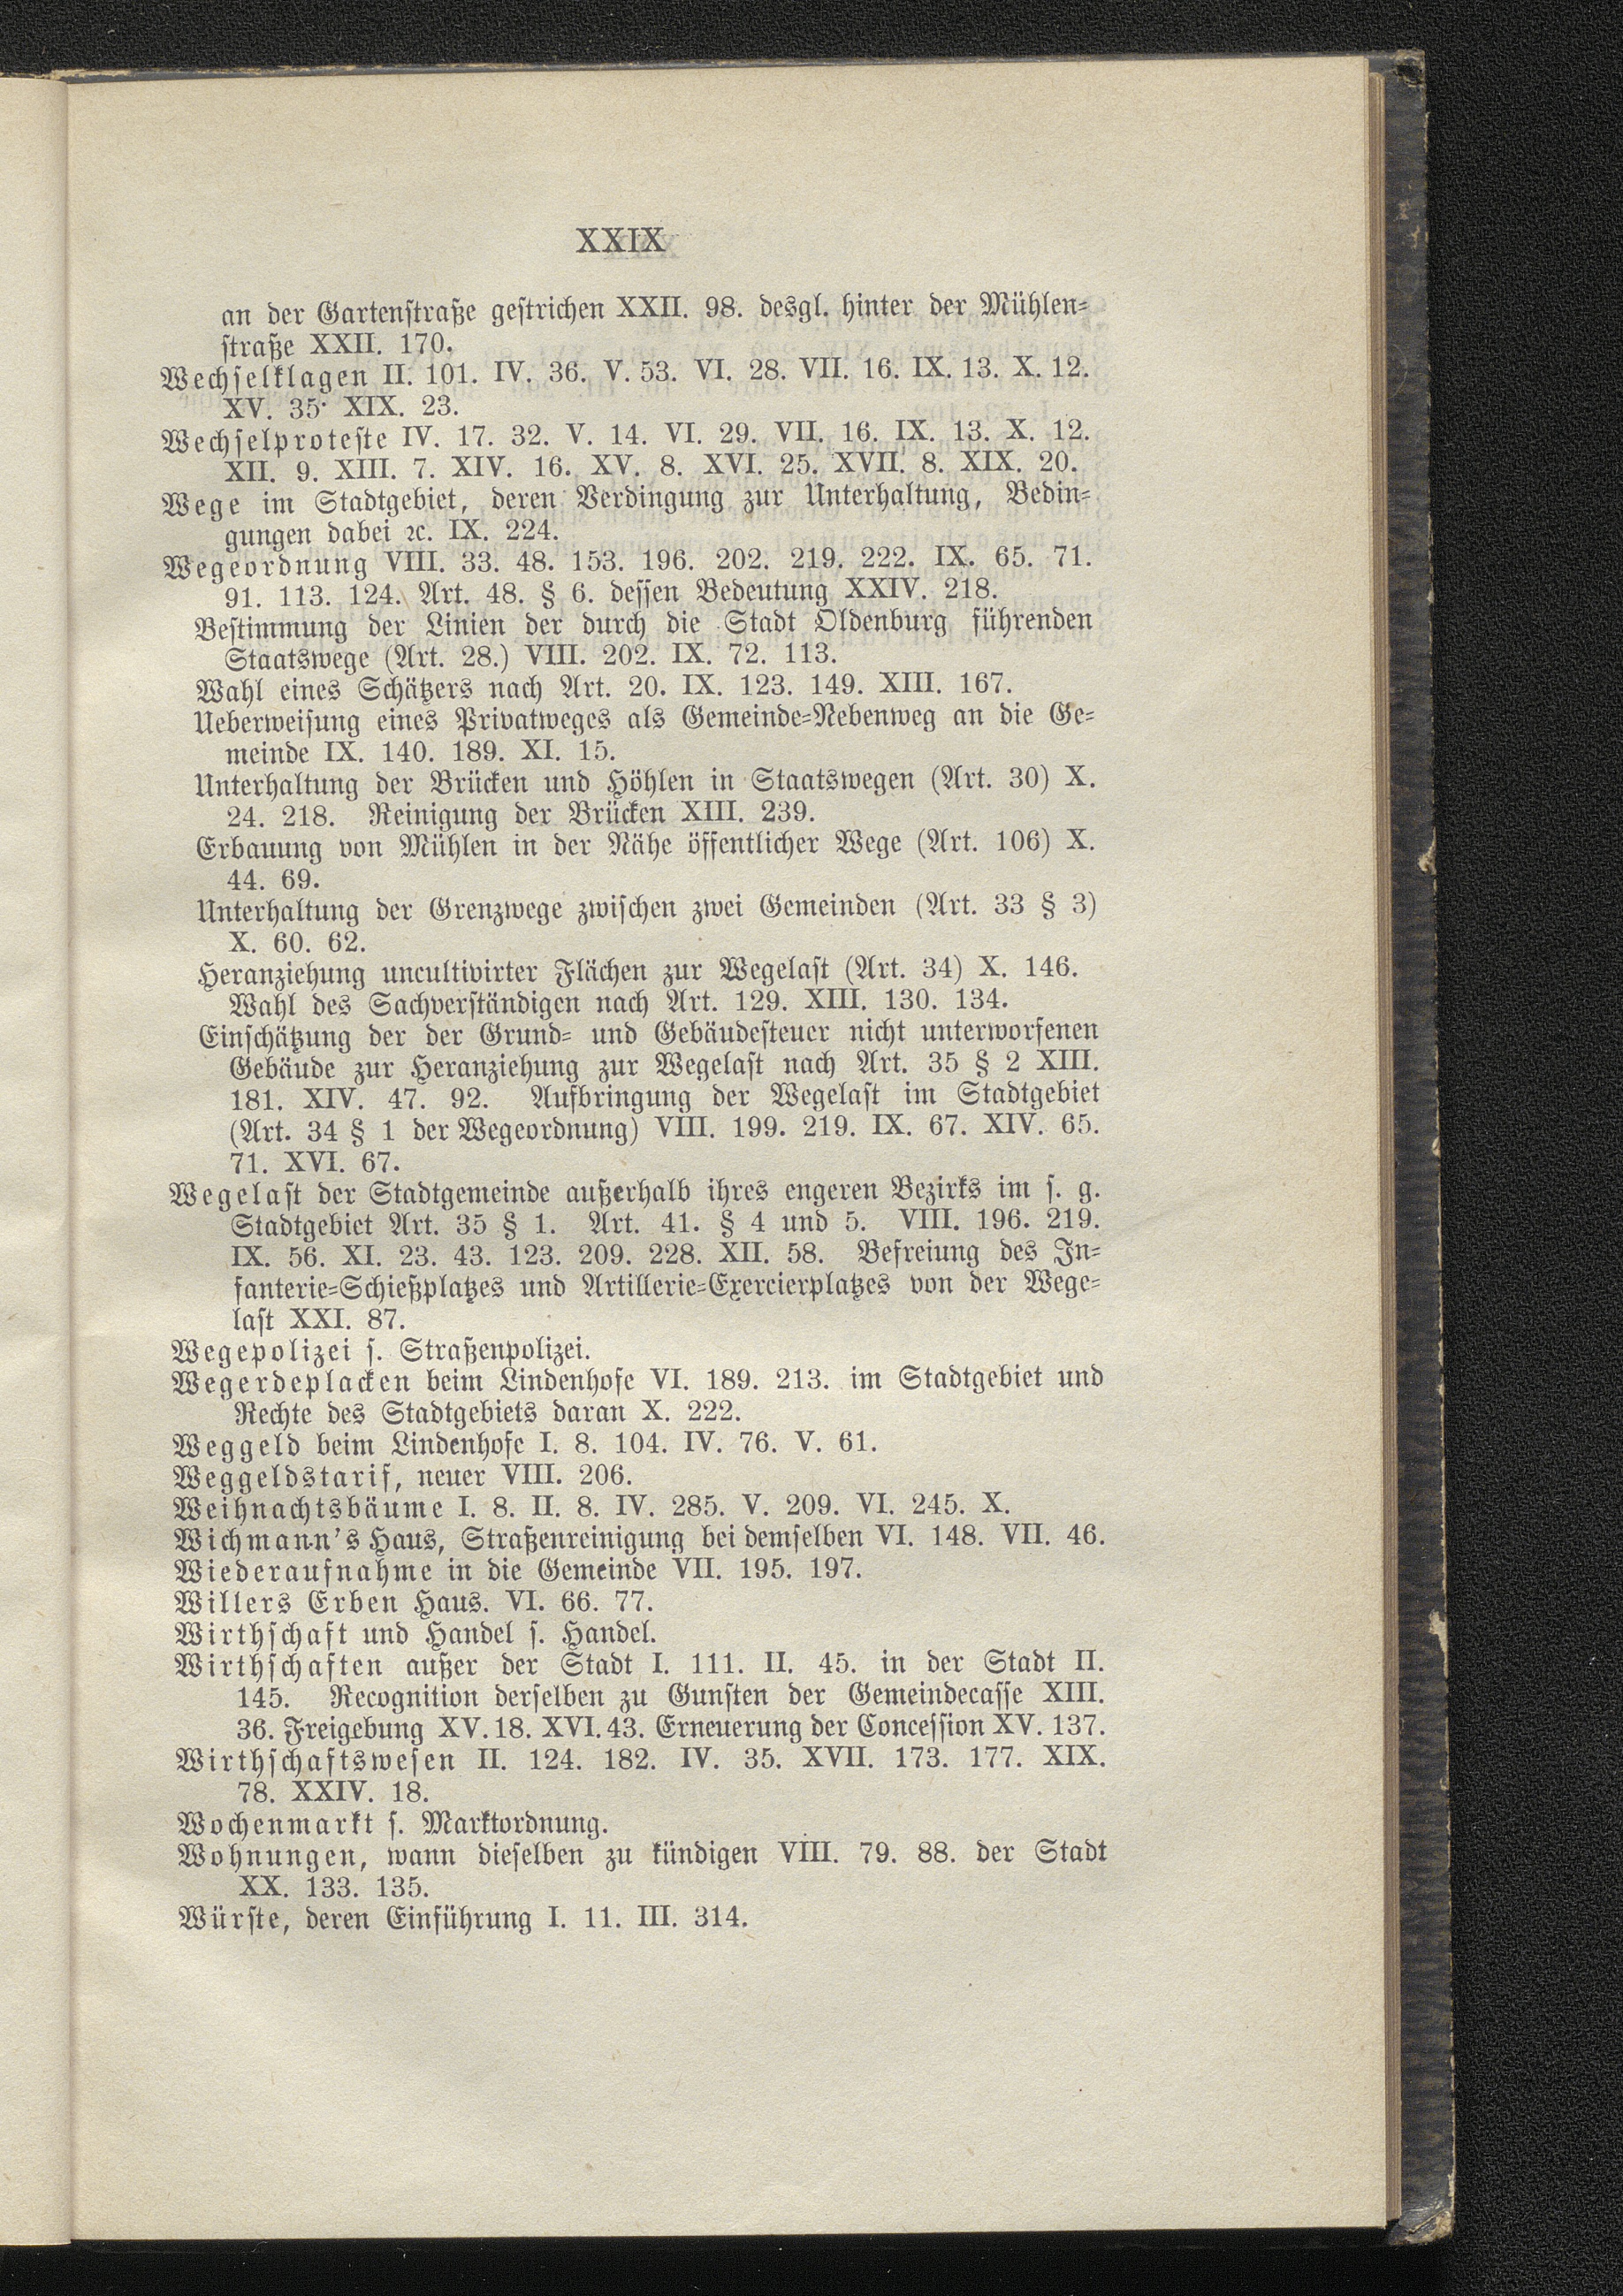 XXIX
an der Gartenstraße gestrichen XXII. 98. desgl. hinter der Mühlen-
straße XXII. 170.
Wechselklagen II. 101. IV. 36. V. 53. VI. 28. VII. 16. IX. 13. X. 12.
XV. 35. XIX. 23.
Wechselproteste IV. 17. 32. V. 14. VI. 29. VII. 16. IX. 13. X. 12.
XII. 9. XIII. 7. XIV. 16. XV. 8. XVI. 25. XVII. 8. XIX. 20.
Wege im Stadtgebiet, deren Verdingung zur Unterhaltung, Bedin-
gungen dabei ꝛc. IX. 224.
Wegeordnung VIII. 33. 48. 153. 196. 202. 219. 222. IX. 65. 71.
91. 113. 124. Art. 48. § 6. dessen Bedeutung XXIV. 218.
Bestimmung der Linien der durch die Stadt Oldenburg führenden
Staatswege (Art. 28.) VIII. 202. IX. 72. 113.
Wahl eines Schätzers nach Art. 20. IX. 123. 149. XIII. 167.
Ueberweisung eines Privatweges als Gemeinde-Nebenweg an die Ge-
meinde IX. 140. 189. XI. 15.
Unterhaltung der Brücken und Höhlen in Staatswegen (Art. 30) X.
24. 218. Reinigung der Brücken XIII. 239.
Erbauung von Mühlen in der Nähe öffentlicher Wege (Art. 106) X.
44. 69.
Unterhaltung der Grenzwege zwischen zwei Gemeinden (Art. 33 § 3)
X. 60. 62.
Heranziehung uncultivirter Flächen zur Wegelast (Art. 34) X. 146.
Wahl des Sachverständigen nach Art. 129. XIII. 130. 134.
Einschätzung der der Grund- und Gebäudesteuer nicht unterworfenen
Gebäude zur Heranziehung zur Wegelast nach Art. 35 § 2 XIII.
181. XIV. 47. 92. Aufbringung der Wegelast im Stadtgebiet
(Art. 34 § 1 der Wegeordnung) VIII. 199. 219. IX. 67. XIV. 65.
71. XVI. 67.
Wegelast der Stadtgemeinde außerhalb ihres engeren Bezirks im s. g.
Stadtgebiet Art. 35 § 1. Art. 41. § 4 und 5. VIII. 196. 219.
IX. 56. XI. 23. 43. 123. 209. 228. XII. 58. Befreiung des In-
fanterie-Schießplatzes und Artillerie-Exercierplatzes von der Wege-
last XXI. 87.
Wegepolizei s. Straßenpolizei.
Wegerdeplacken beim Lindenhofe VI. 189. 213. im Stadtgebiet und
Rechte des Stadtgebiets daran X. 222.
Weggeld beim Lindenhofe I. 8. 104. IV. 76. V. 61.
Weggeldstarif, neuer VIII. 206.
Weihnachtsbäume I. 8. II. 8. IV. 285. V. 209. VI. 245. X.
Wichmann's Haus, Straßenreinigung bei demselben VI. 148. VII. 46.
Wiederaufnahme in die Gemeinde VII. 195. 197.
Willers Erben Haus. VI. 66. 77.
Wirthschaft und Handel s. Handel.
Wirthschaften außer der Stadt I. 111. II. 45. in der Stadt II.
145. Recognition derselben zu Gunsten der Gemeindecasse XIII.
36. Freigebung XV. 18. XVI. 43. Erneuerung der Concession XV. 137.
Wirthschaftswesen II. 124. 182. IV. 35. XVII. 173. 177. XIX.
78. XXIV. 18.
Wochenmarkt s. Marktordnung.
Wohnungen, wann dieselben zu kündigen VIII. 79. 88. der Stadt
XX. 133. 135.
Würste, deren Einführung I. 11. III. 314.